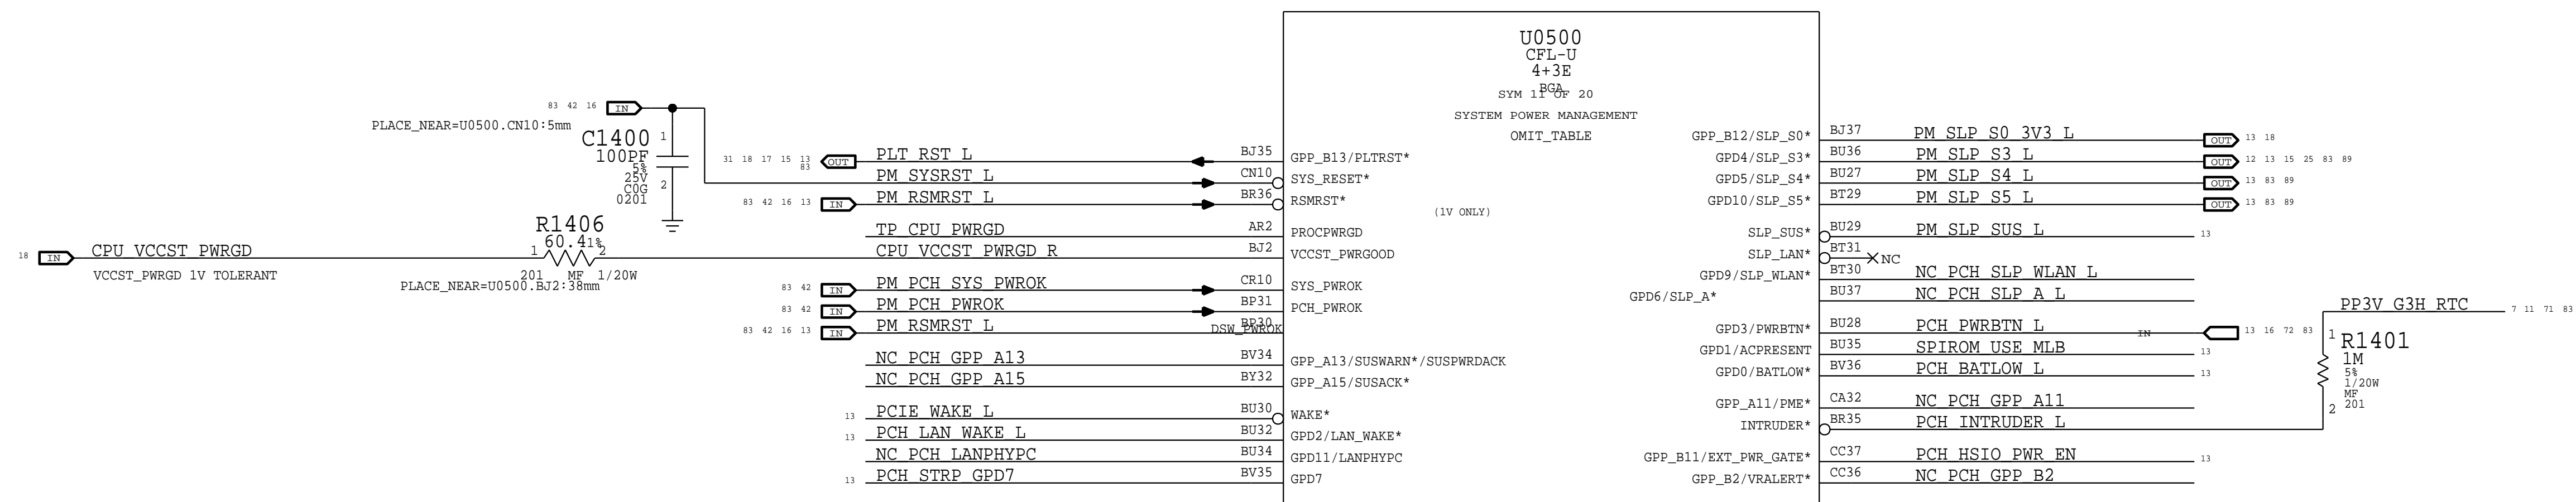 U0500
CFL-U
4+3E
BGA
SYM 11 OF 20
SYSTEM POWER MANAGEMENT
OMIT_TABLE
(1V ONLY)
83 42 16 IN
PLACE_NEAR=U0500.CN10:5mm
C1400 1
100PF
5%
25V 2
C0G
0201
31 18 17 15 13 OUT PLT_RST_L BJ35 GPP_B13/PLTRST*
83
PM_SYSRST_L CN10 SYS_RESET*
83 42 16 13 IN PM_RSMRST_L BR36 RSMRST*
TP_CPU_PWRGD AR2 PROCPWRGD
R1406
60.4 1%
18 IN CPU_VCCST_PWRGD 1 2 CPU_VCCST_PWRGD_R BJ2 VCCST_PWRGOOD
VCCST_PWRGD 1V TOLERANT
201 MF 1/20W
PLACE_NEAR=U0500.BJ2:38mm
83 42 IN PM_PCH_SYS_PWROK CR10 SYS_PWROK
83 42 IN PM_PCH_PWROK BP31 PCH_PWROK
83 42 16 13 IN PM_RSMRST_L BP30 DSW_PWROK
NC_PCH_GPP_A13 BV34 GPP_A13/SUSWARN*/SUSPWRDACK
NC_PCH_GPP_A15 BY32 GPP_A15/SUSACK*
13 PCIE_WAKE_L BU30 WAKE*
13 PCH_LAN_WAKE_L BU32 GPD2/LAN_WAKE*
NC_PCH_LANPHYPC BU34 GPD11/LANPHYPC
13 PCH_STRP_GPD7 BV35 GPD7
GPP_B12/SLP_S0* BJ37 PM_SLP_S0_3V3_L OUT 13 18
GPD4/SLP_S3* BU36 PM_SLP_S3_L OUT 12 13 15 25 83 89
GPD5/SLP_S4* BU27 PM_SLP_S4_L OUT 13 83 89
GPD10/SLP_S5* BT29 PM_SLP_S5_L OUT 13 83 89
SLP_SUS* BU29 PM_SLP_SUS_L 13
SLP_LAN* BT31 NC
GPD9/SLP_WLAN* BT30 NC_PCH_SLP_WLAN_L
GPD6/SLP_A* BU37 NC_PCH_SLP_A_L
GPD3/PWRBTN* BU28 PCH_PWRBTN_L IN 13 16 72 83
GPD1/ACPRESENT BU35 SPIROM_USE_MLB 13
GPD0/BATLOW* BV36 PCH_BATLOW_L 13
GPP_A11/PME* CA32 NC_PCH_GPP_A11
INTRUDER* BR35 PCH_INTRUDER_L
GPP_B11/EXT_PWR_GATE* CC37 PCH_HSIO_PWR_EN 13
GPP_B2/VRALERT* CC36 NC_PCH_GPP_B2
PP3V_G3H_RTC 7 11 71 83
1 R1401
1M
5%
1/20W
MF
2 201